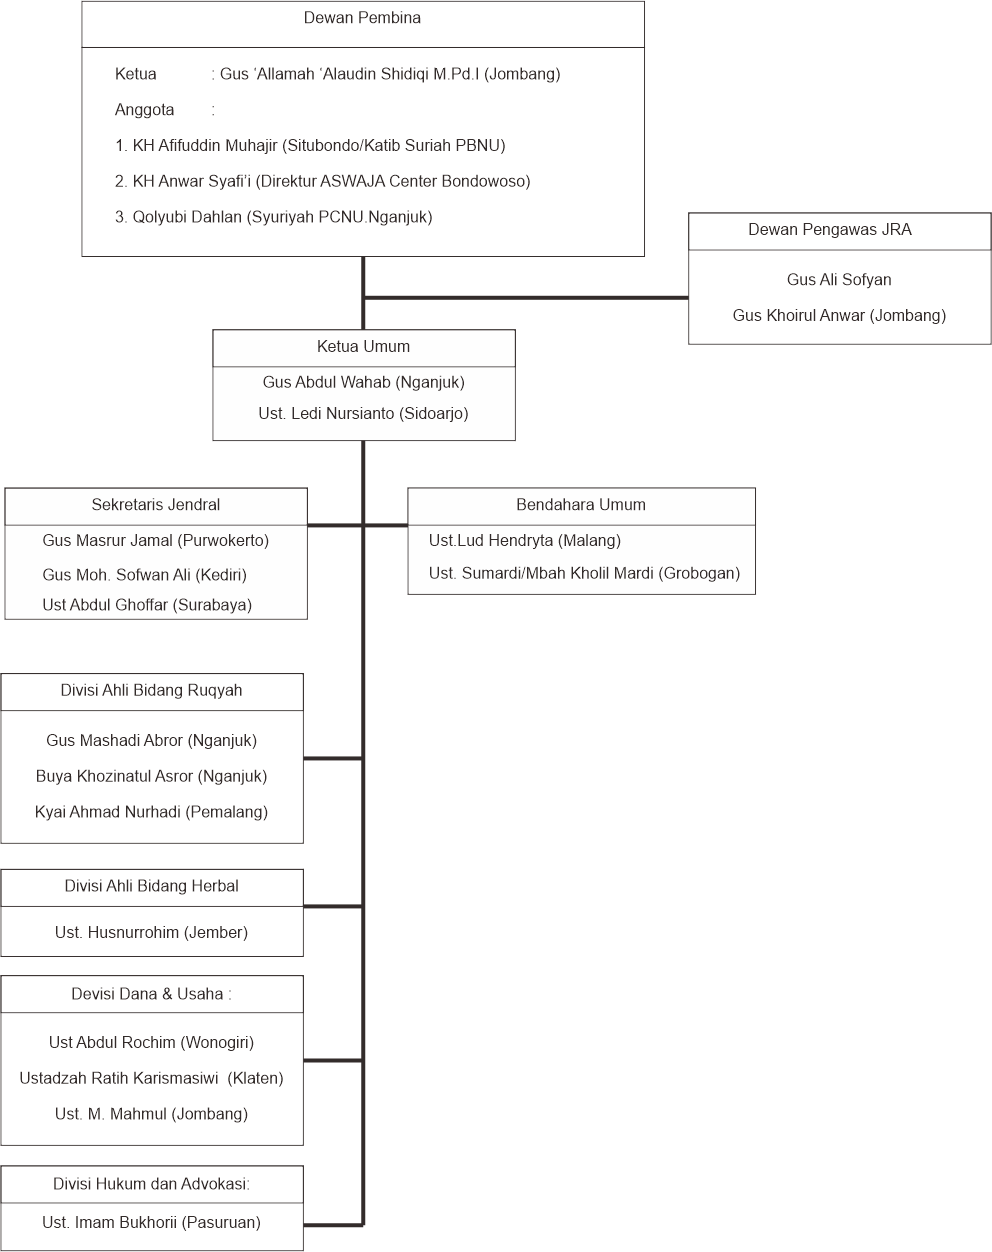 Dewan Pembina
Ketua : Gus ‘Allamah ‘Alaudin Shidiqi M.Pd.I (Jombang)
Anggota :
1. KH Afifuddin Muhajir (Situbondo/Katib Suriah PBNU)
2. KH Anwar Syafi’i (Direktur ASWAJA Center Bondowoso)
3. Qolyubi Dahlan (Syuriyah PCNU.Nganjuk)
Dewan Pengawas JRA
Gus Ali Sofyan
Gus Khoirul Anwar (Jombang)
Ketua Umum
Gus Abdul Wahab (Nganjuk)
Ust. Ledi Nursianto (Sidoarjo)
Sekretaris Jendral
Gus Masrur Jamal (Purwokerto)
Gus Moh. Sofwan Ali (Kediri)
Ust Abdul Ghoffar (Surabaya)
Bendahara Umum
Ust.Lud Hendryta (Malang)
Ust. Sumardi/Mbah Kholil Mardi (Grobogan)
Divisi Ahli Bidang Ruqyah
Gus Mashadi Abror (Nganjuk)
Buya Khozinatul Asror (Nganjuk)
Kyai Ahmad Nurhadi (Pemalang)
Divisi Ahli Bidang Herbal
Ust. Husnurrohim (Jember)
Devisi Dana & Usaha :
Ust Abdul Rochim (Wonogiri)
Ustadzah Ratih Karismasiwi (Klaten)
Ust. M. Mahmul (Jombang)
Divisi Hukum dan Advokasi:
Ust. Imam Bukhorii (Pasuruan)